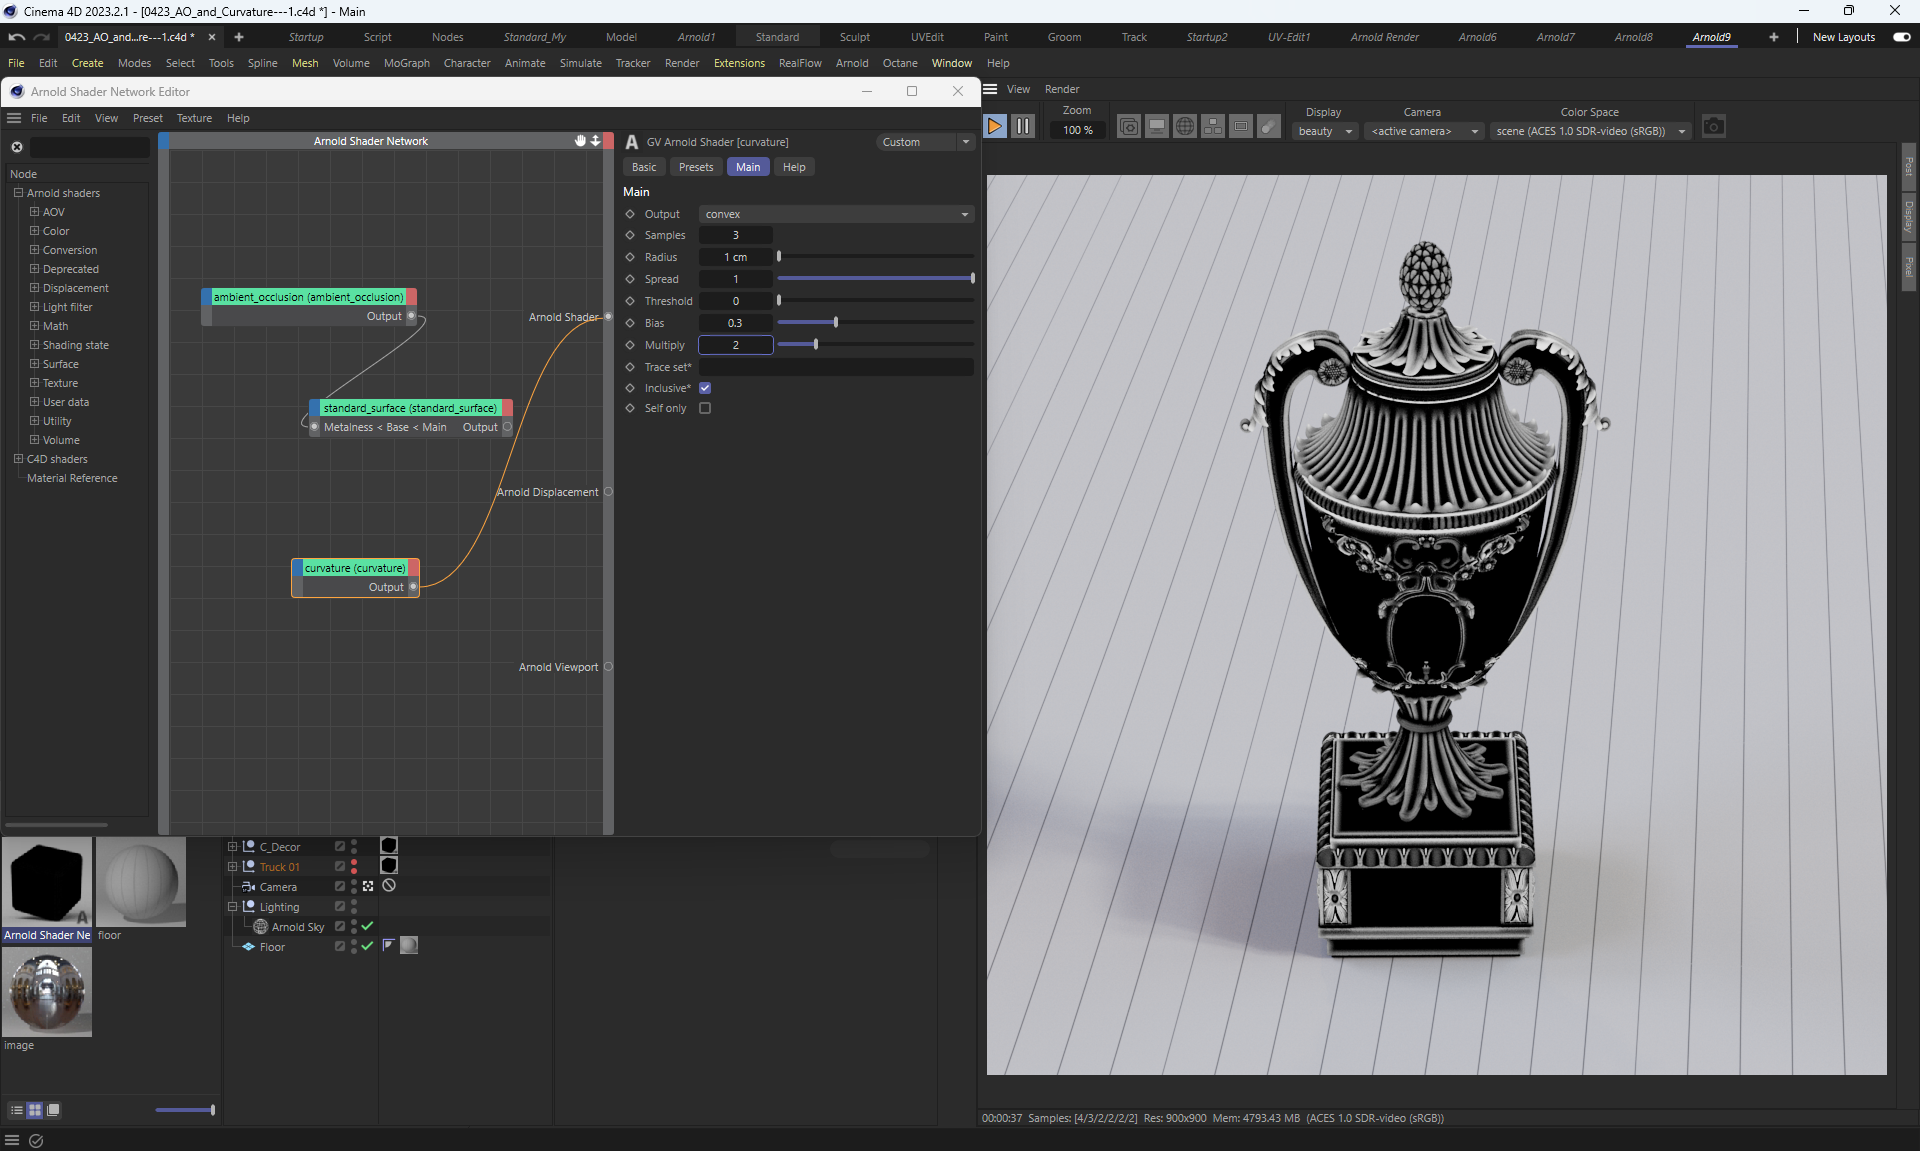 Cinema 4D 2023.2.1 - [0423_AO_and_Curvature---1.c4d *] - Main
0423_AO_and...re---1.c4d * Startup Script Nodes Standard_My Model Arnold1 Standard Sculpt UVEdit Paint Groom Track Startup2 UV-Edit1 Arnold Render Arnold6 Arnold7 Arnold8 Arnold9 New Layouts
File Edit Create Modes Select Tools Spline Mesh Volume MoGraph Character Animate Simulate Tracker Render Extensions RealFlow Arnold Octane Window Help
Arnold Shader Network Editor
File Edit View Preset Texture Help
View Render
Zoom
100 %
Display
beauty
Camera
<active camera>
Color Space
scene (ACES 1.0 SDR-video (sRGB))
Post
Display
Pixel
Node
Arnold shaders
AOV
Color
Conversion
Deprecated
Displacement
Light filter
Math
Shading state
Surface
Texture
User data
Utility
Volume
C4D shaders
Material Reference
Arnold Shader Network
ambient_occlusion (ambient_occlusion)
Output
Arnold Shader
standard_surface (standard_surface)
Metalness < Base < Main Output
Arnold Displacement
curvature (curvature)
Output
Arnold Viewport
A GV Arnold Shader [curvature] Custom
Basic Presets Main Help
Main
Output convex
Samples 3
Radius 1 cm
Spread 1
Threshold 0
Bias 0.3
Multiply 2
Trace set*
Inclusive*
Self only
A
Arnold Shader Ne floor
image
C_Decor
Truck 01
Camera
Lighting
Arnold Sky
Floor
00:00:37 Samples: [4/3/2/2/2/2] Res: 900x900 Mem: 4793.43 MB (ACES 1.0 SDR-video (sRGB))